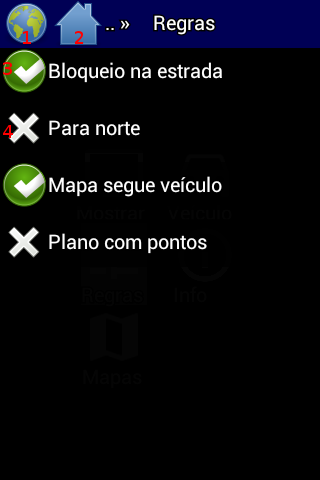 1 2 .. » Regras
3 Bloqueio na estrada
4 Para norte
Mostrar Veículo
Mapa segue veículo
Plano com pontos
Regras Info
Mapas